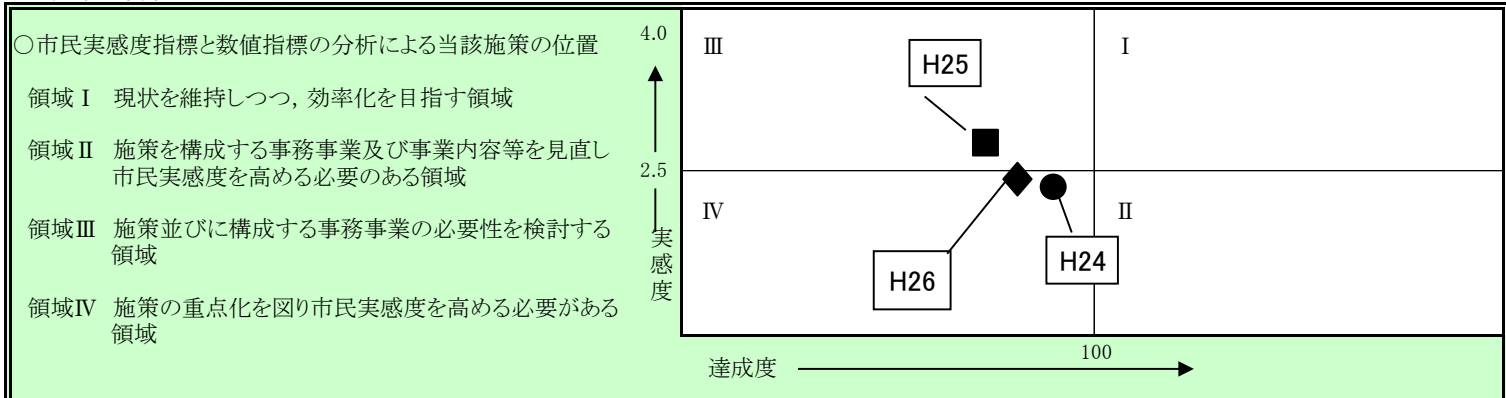 ○市民実感度指標と数値指標の分析による当該施策の位置
領域Ⅰ 現状を維持しつつ，効率化を目指す領域
領域Ⅱ 施策を構成する事務事業及び事業内容等を見直し
市民実感度を高める必要のある領域
領域Ⅲ 施策並びに構成する事務事業の必要性を検討する
領域
領域Ⅳ 施策の重点化を図り市民実感度を高める必要がある
領域
4.0
2.5
実感度
Ⅲ
Ⅰ
H25
Ⅳ
Ⅱ
H26
H24
100
達成度